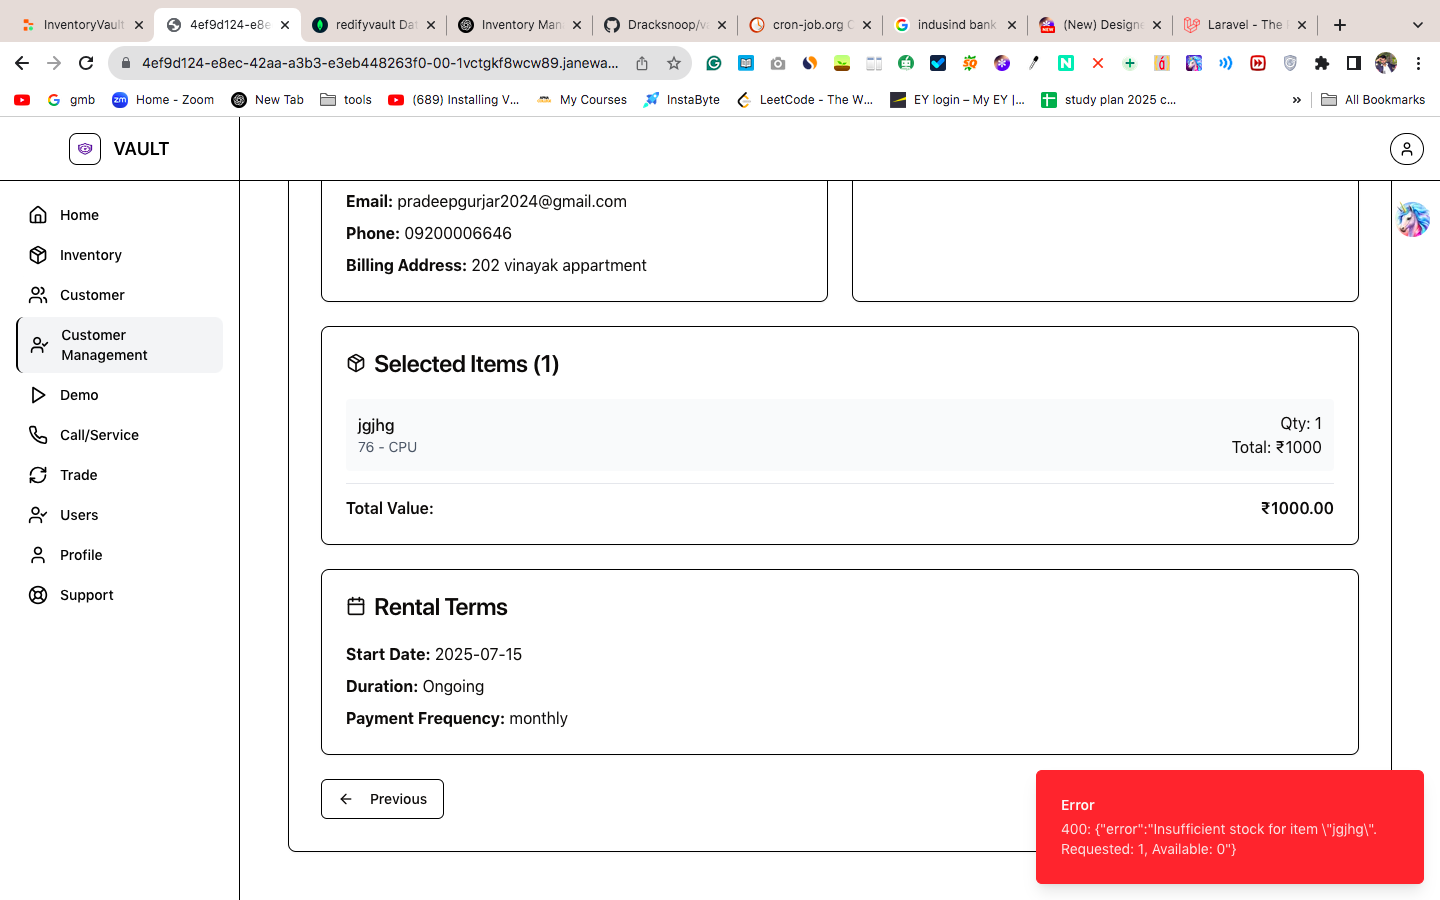 InventoryVault
4ef9d124-e8e
redifyvault Dat
Inventory Man
Dracksnoop/va
cron-job.org C
indusind bank
(New) Designe
Laravel - The
4ef9d124-e8ec-42aa-a3b3-e3eb448263f0-00-1vctgkf8wcw89.janewa...
gmb
Home - Zoom
New Tab
tools
(689) Installing V...
My Courses
InstaByte
LeetCode - The W...
EY login – My EY |...
study plan 2025 c...
»
All Bookmarks
VAULT
Home
Inventory
Customer
Customer
Management
Demo
Call/Service
Trade
Users
Profile
Support
Email: pradeepgurjar2024@gmail.com
Phone: 09200006646
Billing Address: 202 vinayak appartment
Selected Items (1)
jgjhg
76 - CPU
Qty: 1
Total: ₹1000
Total Value:
₹1000.00
Rental Terms
Start Date: 2025-07-15
Duration: Ongoing
Payment Frequency: monthly
Previous
Error
400: {"error":"Insufficient stock for item \"jgjhg\".
Requested: 1, Available: 0"}